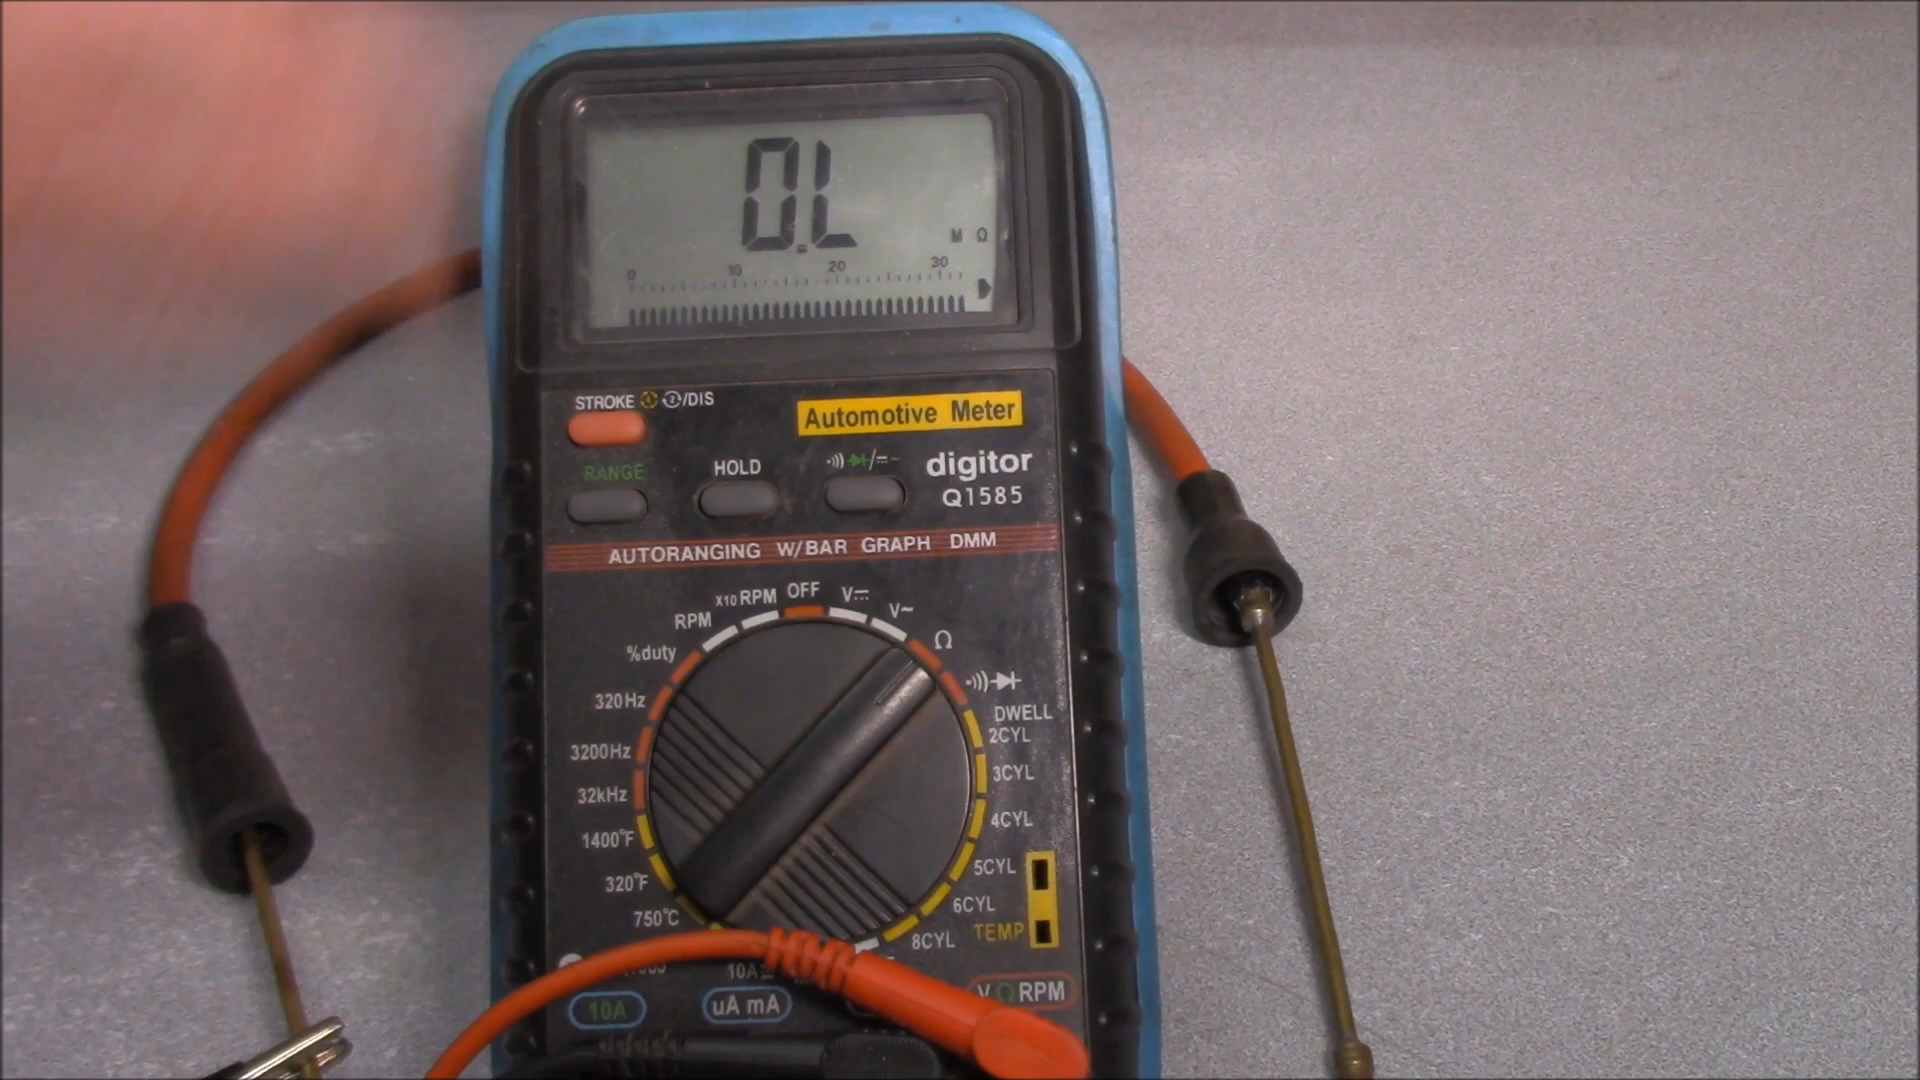 0.L
M Ω
0 10 20 30
STROKE /DIS
Automotive Meter
RANGE
HOLD
digitor
Q1585
AUTORANGING W/BAR GRAPH DMM
OFF
V
V~
Ω
X10 RPM
RPM
%duty
320Hz
3200Hz
32kHz
1400°F
320°F
750°C
DWELL
2CYL
3CYL
4CYL
5CYL
6CYL
8CYL
TEMP
10A
10A
uA mA
V Ω RPM